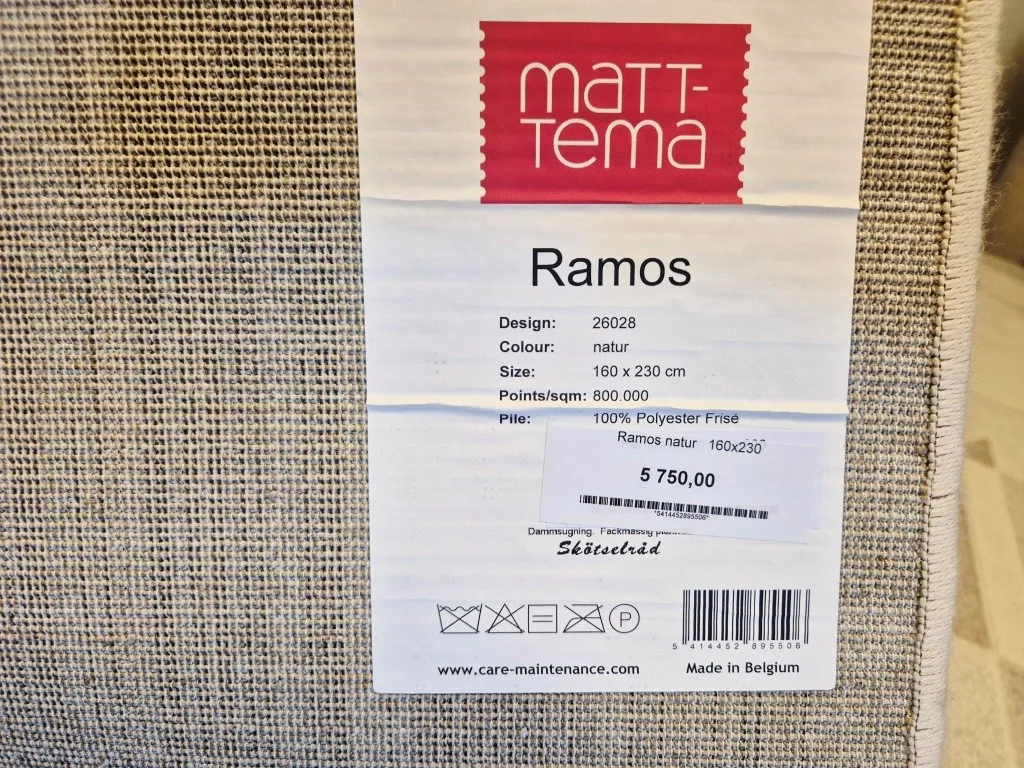 maTT-
Tema
Ramos
Design: 26028
Colour: natur
Size: 160 x 230 cm
Points/sqm: 800.000
Pile: 100% Polyester Frisé
Ramos natur 160x230
5 750,00
*5414452895506*
Dammsugning. Fackmässig
Skötselråd
P
5 414452 895506
www.care-maintenance.com
Made in Belgium